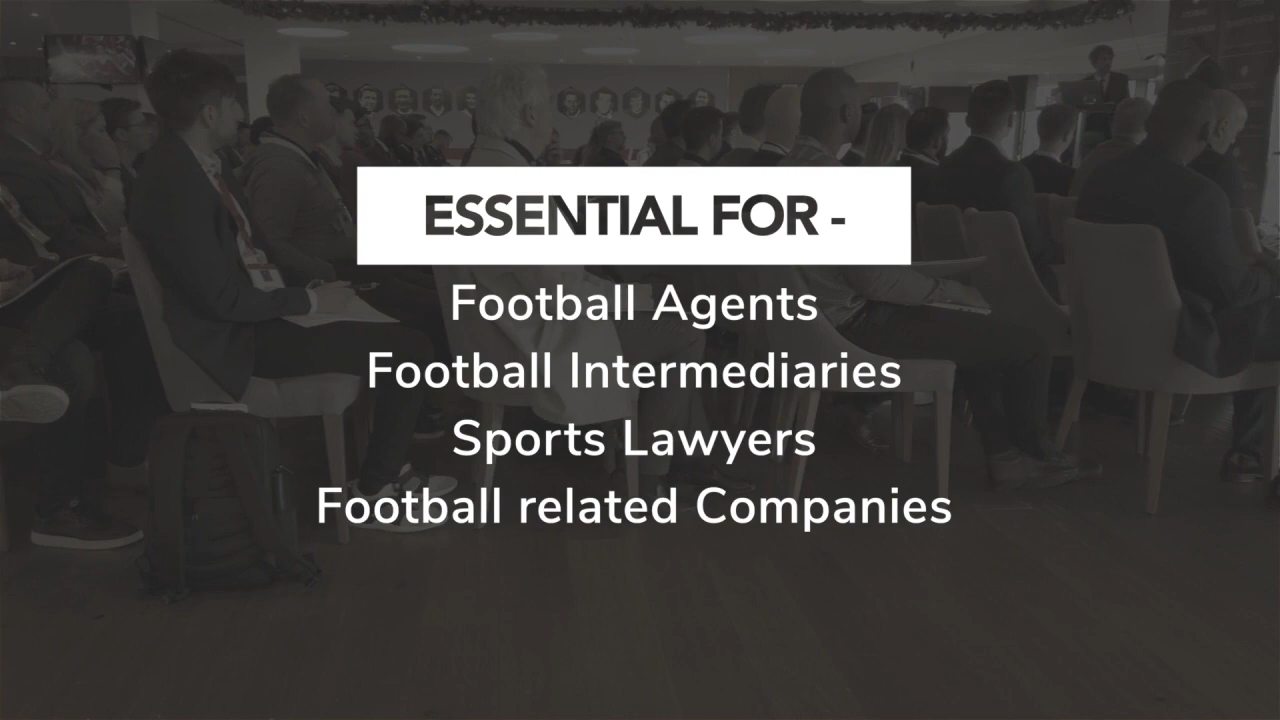 ESSENTIAL FOR -
Football Agents
Football Intermediaries
Sports Lawyers
Football related Companies